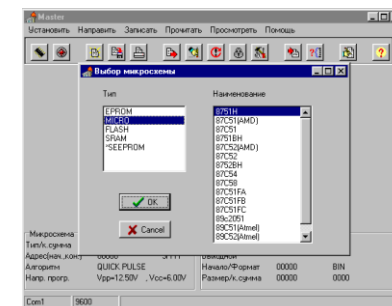 Master
Установить Направить Записать Прочитать Просмотреть Помощь
Выбор микросхемы
Тип
Наименование
EPROM
MICRO
FLASH
SRAM
*SEEPROM
8751H
87C51(AMD)
87C51
8751BH
87C52(AMD)
87C52
8752BH
87C54
87C58
87C51FA
87C51FB
87C51FC
89c2051
89C51(Atmel)
89C52(Atmel)
OK
Cancel
Микросхема
Тип/к.сумма
Адрес(нач.,кон.)
Алгоритм QUICK PULSE Начало/Формат 00000 BIN
Напр. прогр. Vpp=12.50V , Vcc=6.00V Размер/к.сумма 00000 0000
Com1 9600